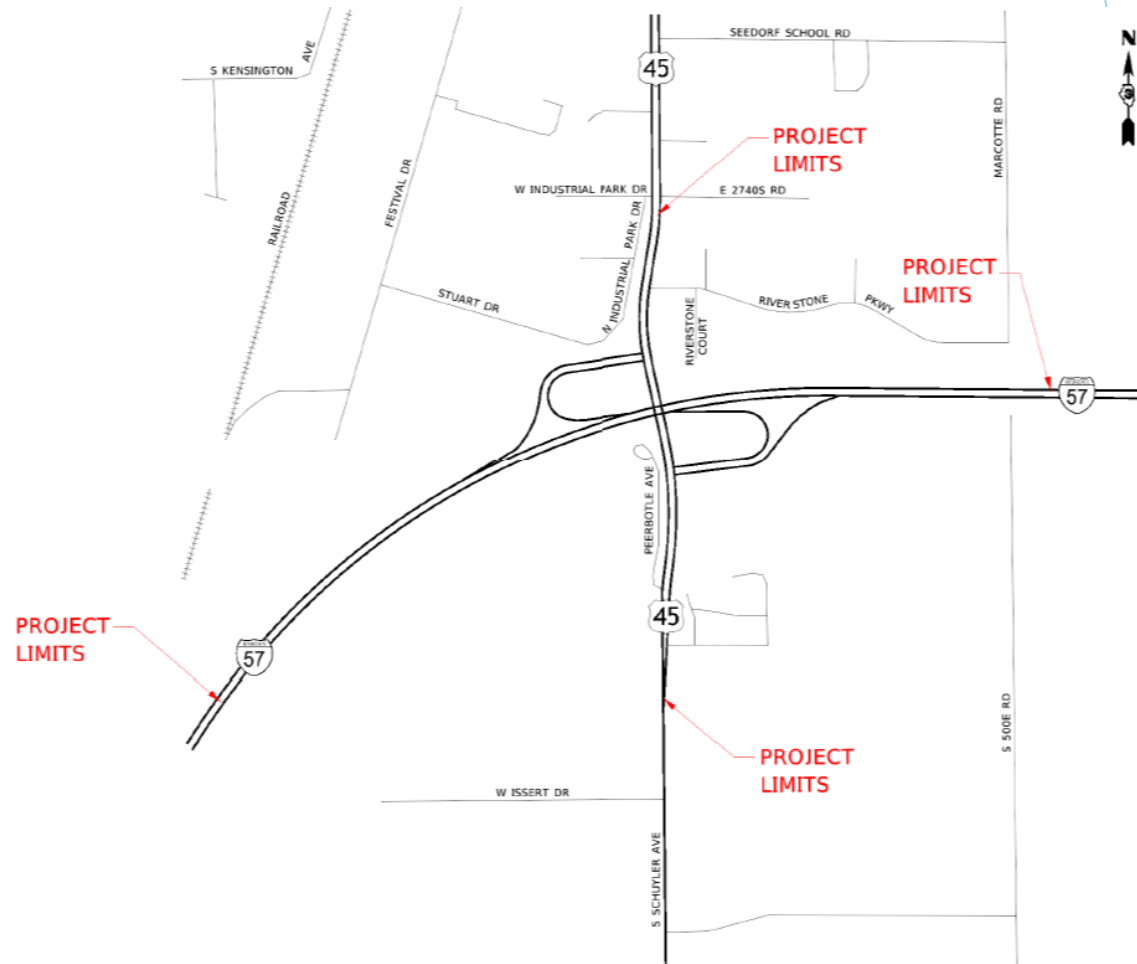 SEEDORF SCHOOL RD
N
AVE
S KENSINGTON
45
MARCOTTE RD
PROJECT
LIMITS
RAILROAD
FESTIVAL DR
W INDUSTRIAL PARK DR
E 2740S RD
N INDUSTRIAL PARK DR
PROJECT
LIMITS
STUART DR
RIVERSTONE PKWY
RIVERSTONE
COURT
57
PEERBOTLE AVE
45
PROJECT
LIMITS
57
S 500E RD
PROJECT
LIMITS
W ISSERT DR
S SCHUYLER AVE